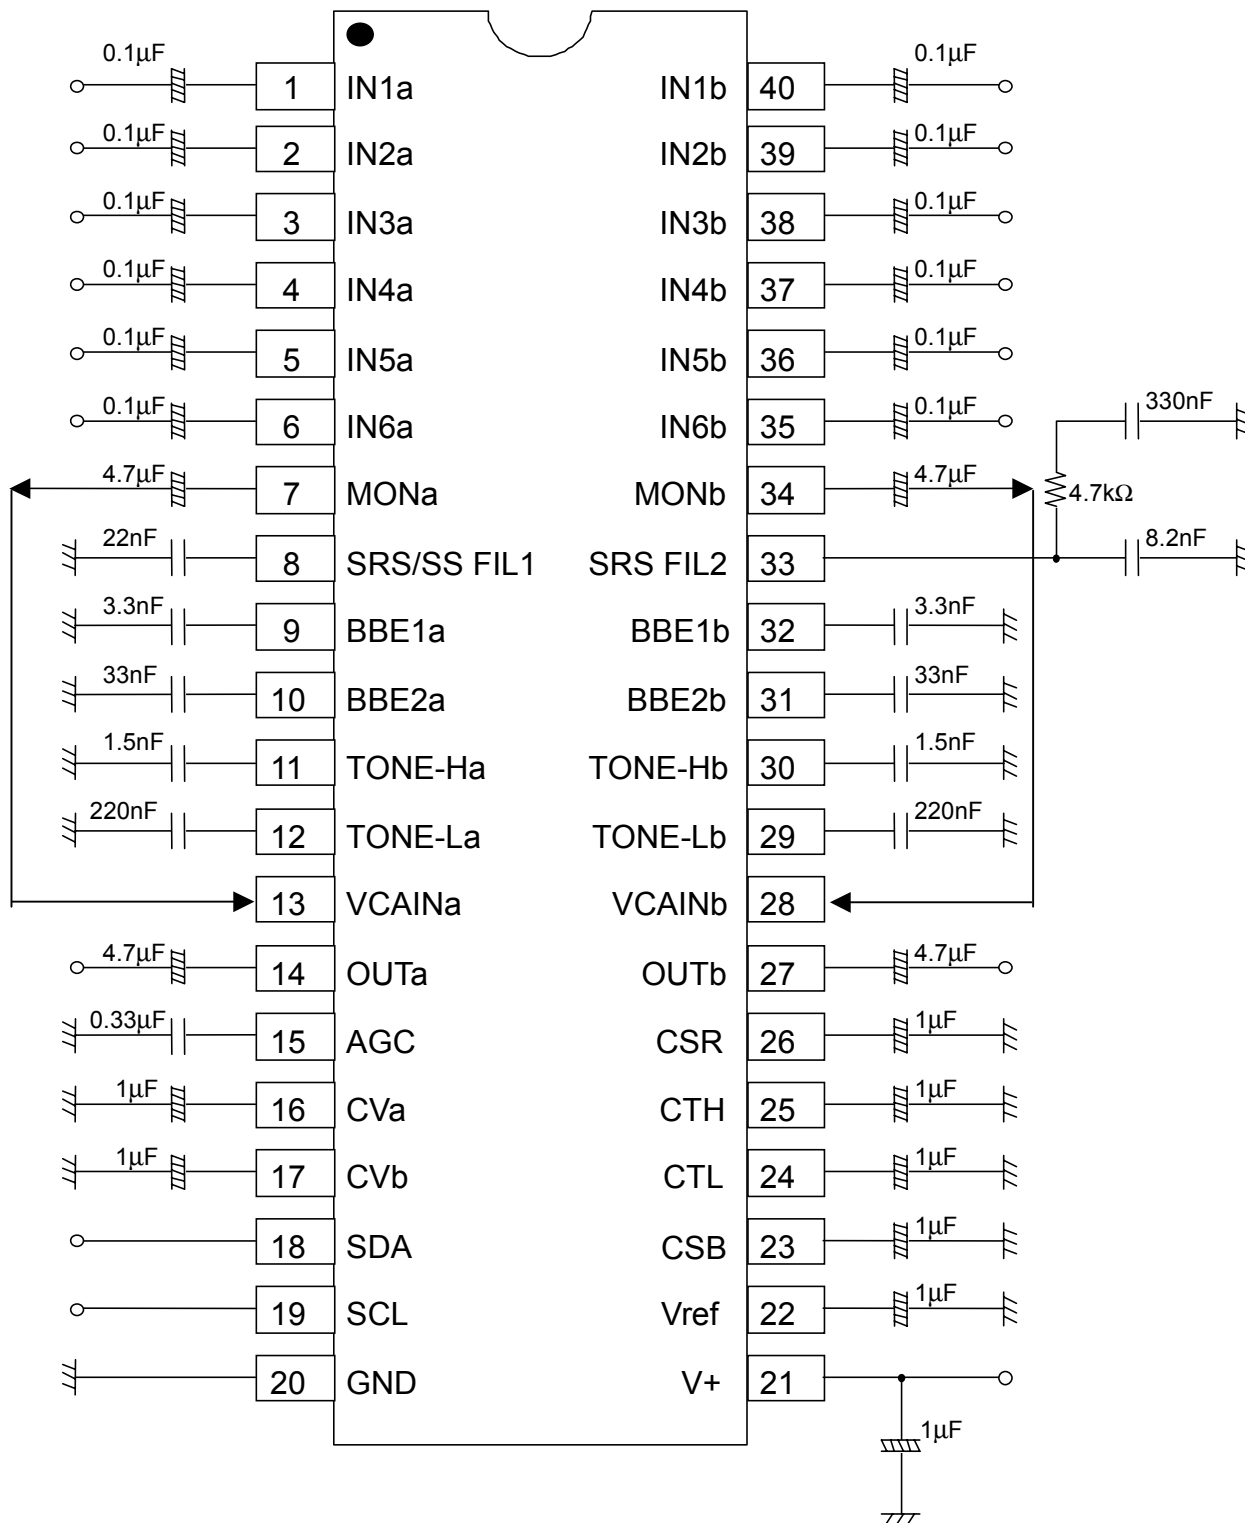 0.1µF 1 IN1a IN1b 40 0.1µF
0.1µF 2 IN2a IN2b 39 0.1µF
0.1µF 3 IN3a IN3b 38 0.1µF
0.1µF 4 IN4a IN4b 37 0.1µF
0.1µF 5 IN5a IN5b 36 0.1µF
0.1µF 6 IN6a IN6b 35 0.1µF 330nF
4.7µF 7 MONa MONb 34 4.7µF 4.7kΩ
22nF 8 SRS/SS FIL1 SRS FIL2 33 8.2nF
3.3nF 9 BBE1a BBE1b 32 3.3nF
33nF 10 BBE2a BBE2b 31 33nF
1.5nF 11 TONE-Ha TONE-Hb 30 1.5nF
220nF 12 TONE-La TONE-Lb 29 220nF
13 VCAINa VCAINb 28
4.7µF 14 OUTa OUTb 27 4.7µF
0.33µF 15 AGC CSR 26 1µF
1µF 16 CVa CTH 25 1µF
1µF 17 CVb CTL 24 1µF
18 SDA CSB 23 1µF
19 SCL Vref 22 1µF
20 GND V+ 21
1µF